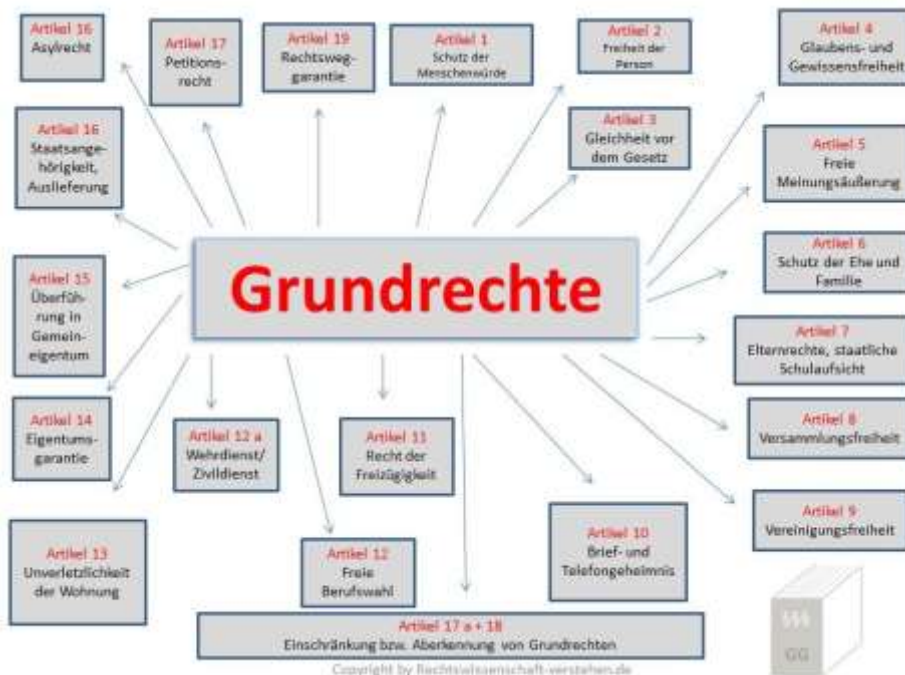 Artikel 16
Asylrecht
Artikel 17
Petitions-
recht
Artikel 19
Rechtsweg-
garantie
Artikel 1
Schutz der
Menschenwürde
Artikel 2
Freiheit der
Person
Artikel 4
Glaubens- und
Gewissensfreiheit
Artikel 16
Staatsange-
hörigkeit,
Auslieferung
Artikel 3
Gleichheit vor
dem Gesetz
Artikel 5
Freie
Meinungsäußerung
Grundrechte
Artikel 6
Schutz der Ehe und
Familie
Artikel 15
Überfüh-
rung in
Gemein-
eigentum
Artikel 7
Elternrechte, staatliche
Schulaufsicht
Artikel 14
Eigentums-
garantie
Artikel 12 a
Wehrdienst/
Zivildienst
Artikel 11
Recht der
Freizügigkeit
Artikel 8
Versammlungsfreiheit
Artikel 9
Vereinigungsfreiheit
Artikel 13
Unverletzlichkeit
der Wohnung
Artikel 12
Freie
Berufswahl
Artikel 10
Brief- und
Telefongeheimnis
Artikel 17 a + 18
Einschränkung bzw. Aberkennung von Grundrechten
§§§
GG
Copyright by Rechtswissenschaft-verstehen.de